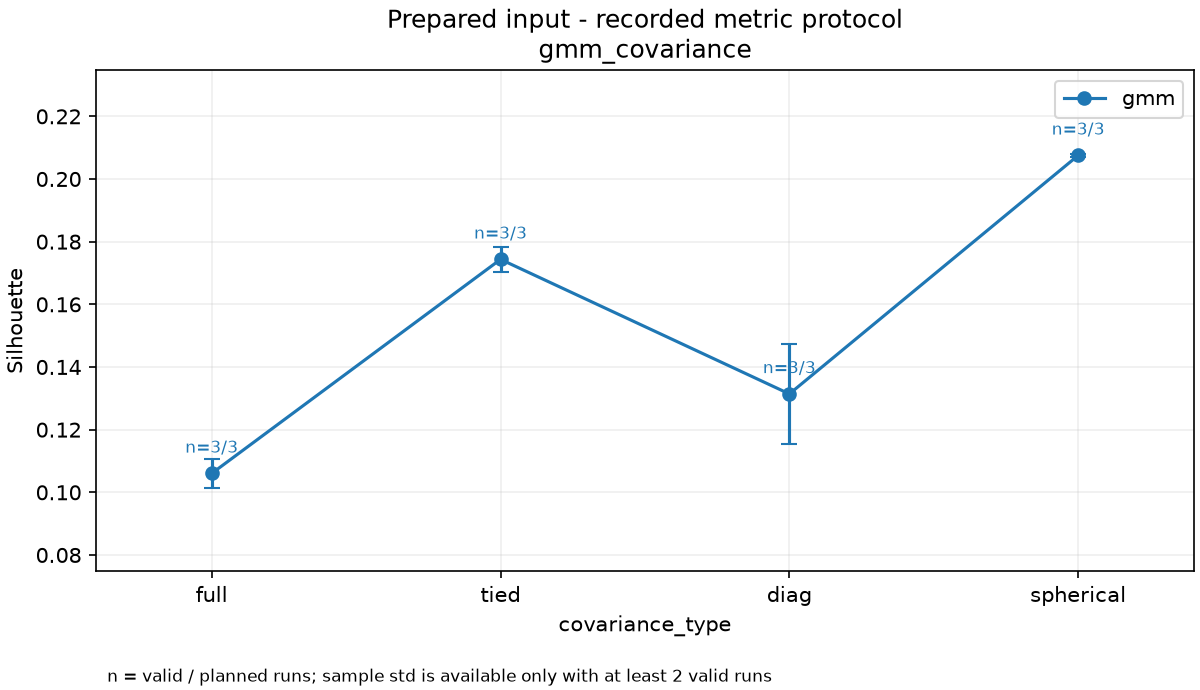 Prepared input - recorded metric protocol
gmm_covariance
gmm
n=3/3
n=3/3
n=3/3
n=3/3
0.22
0.20
0.18
0.16
0.14
0.12
0.10
0.08
Silhouette
full
tied
diag
spherical
covariance_type
n = valid / planned runs; sample std is available only with at least 2 valid runs